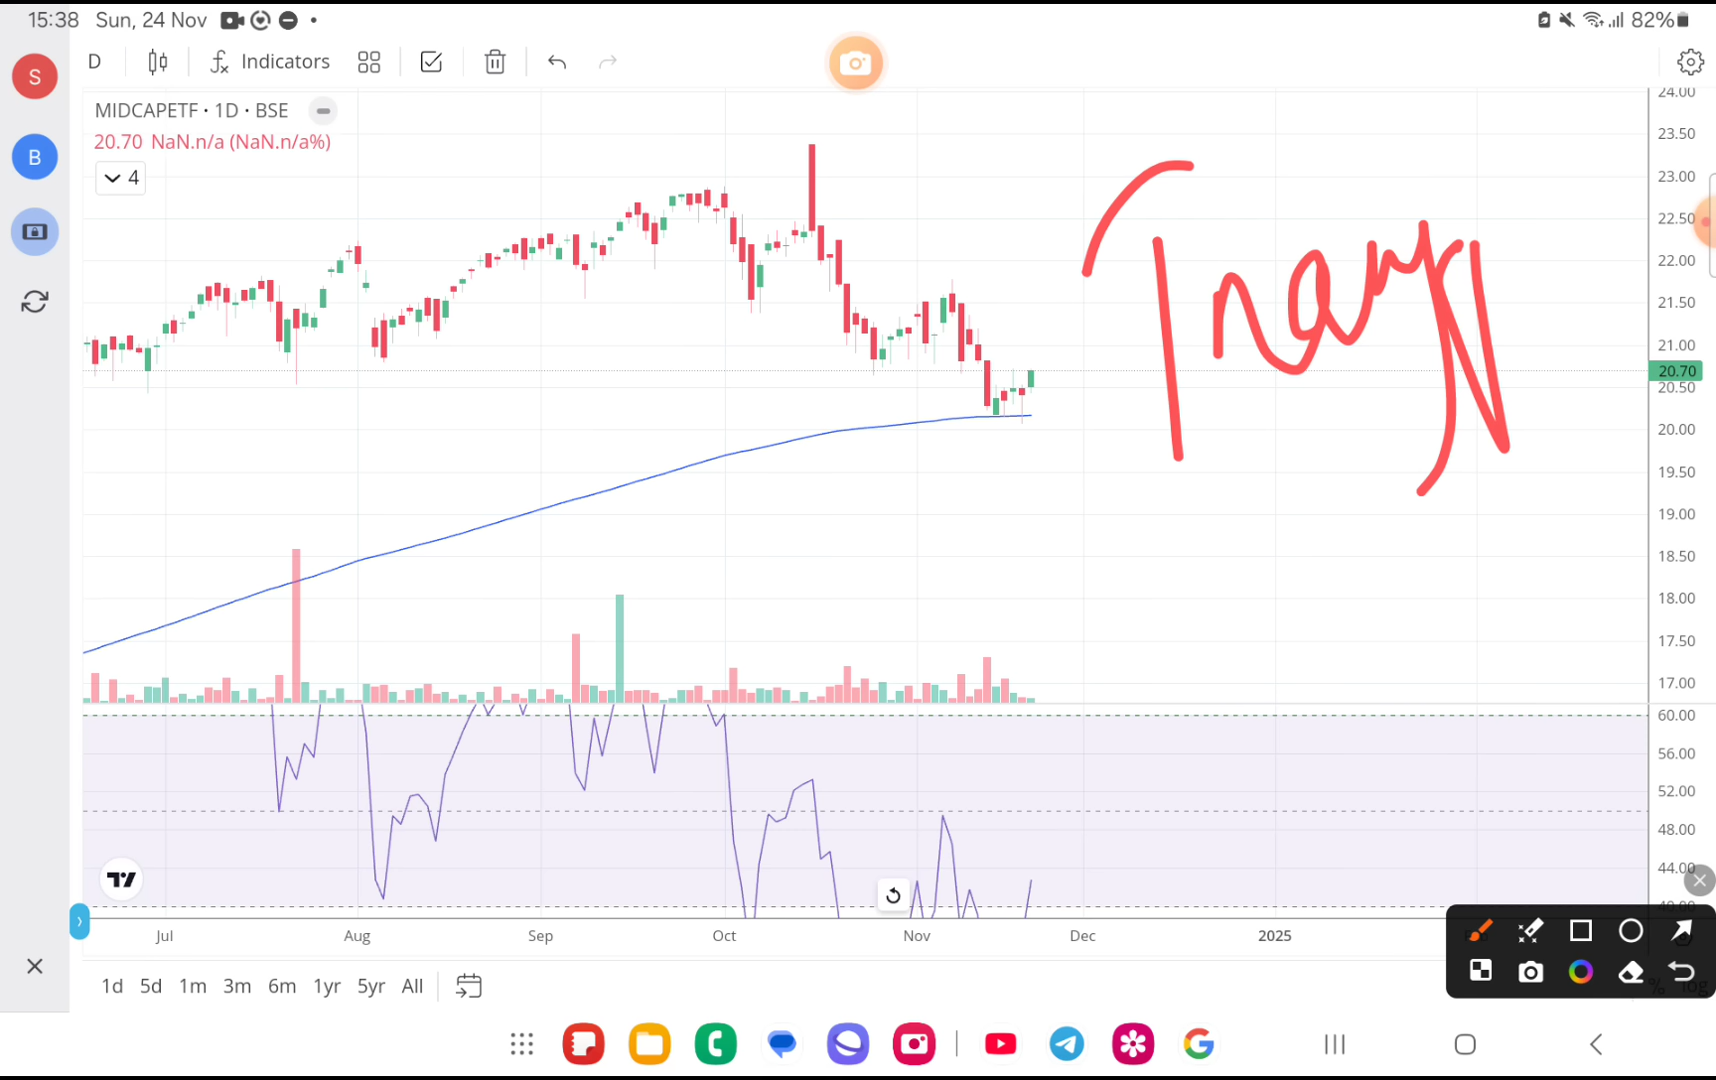 15:38 Sun, 24 Nov 82%
S D Indicators 24.00
MIDCAPETF · 1D · BSE 23.50
20.70 NaN.n/a (NaN.n/a%)
B 4 23.00
22.50
22.00
21.50
21.00
20.70
20.50
20.00
19.50
19.00
18.50
18.00
17.50
17.00
60.00
56.00
52.00
48.00
44.00
40.00
Jul Aug Sep Oct Nov Dec 2025
1d 5d 1m 3m 6m 1yr 5yr All % log